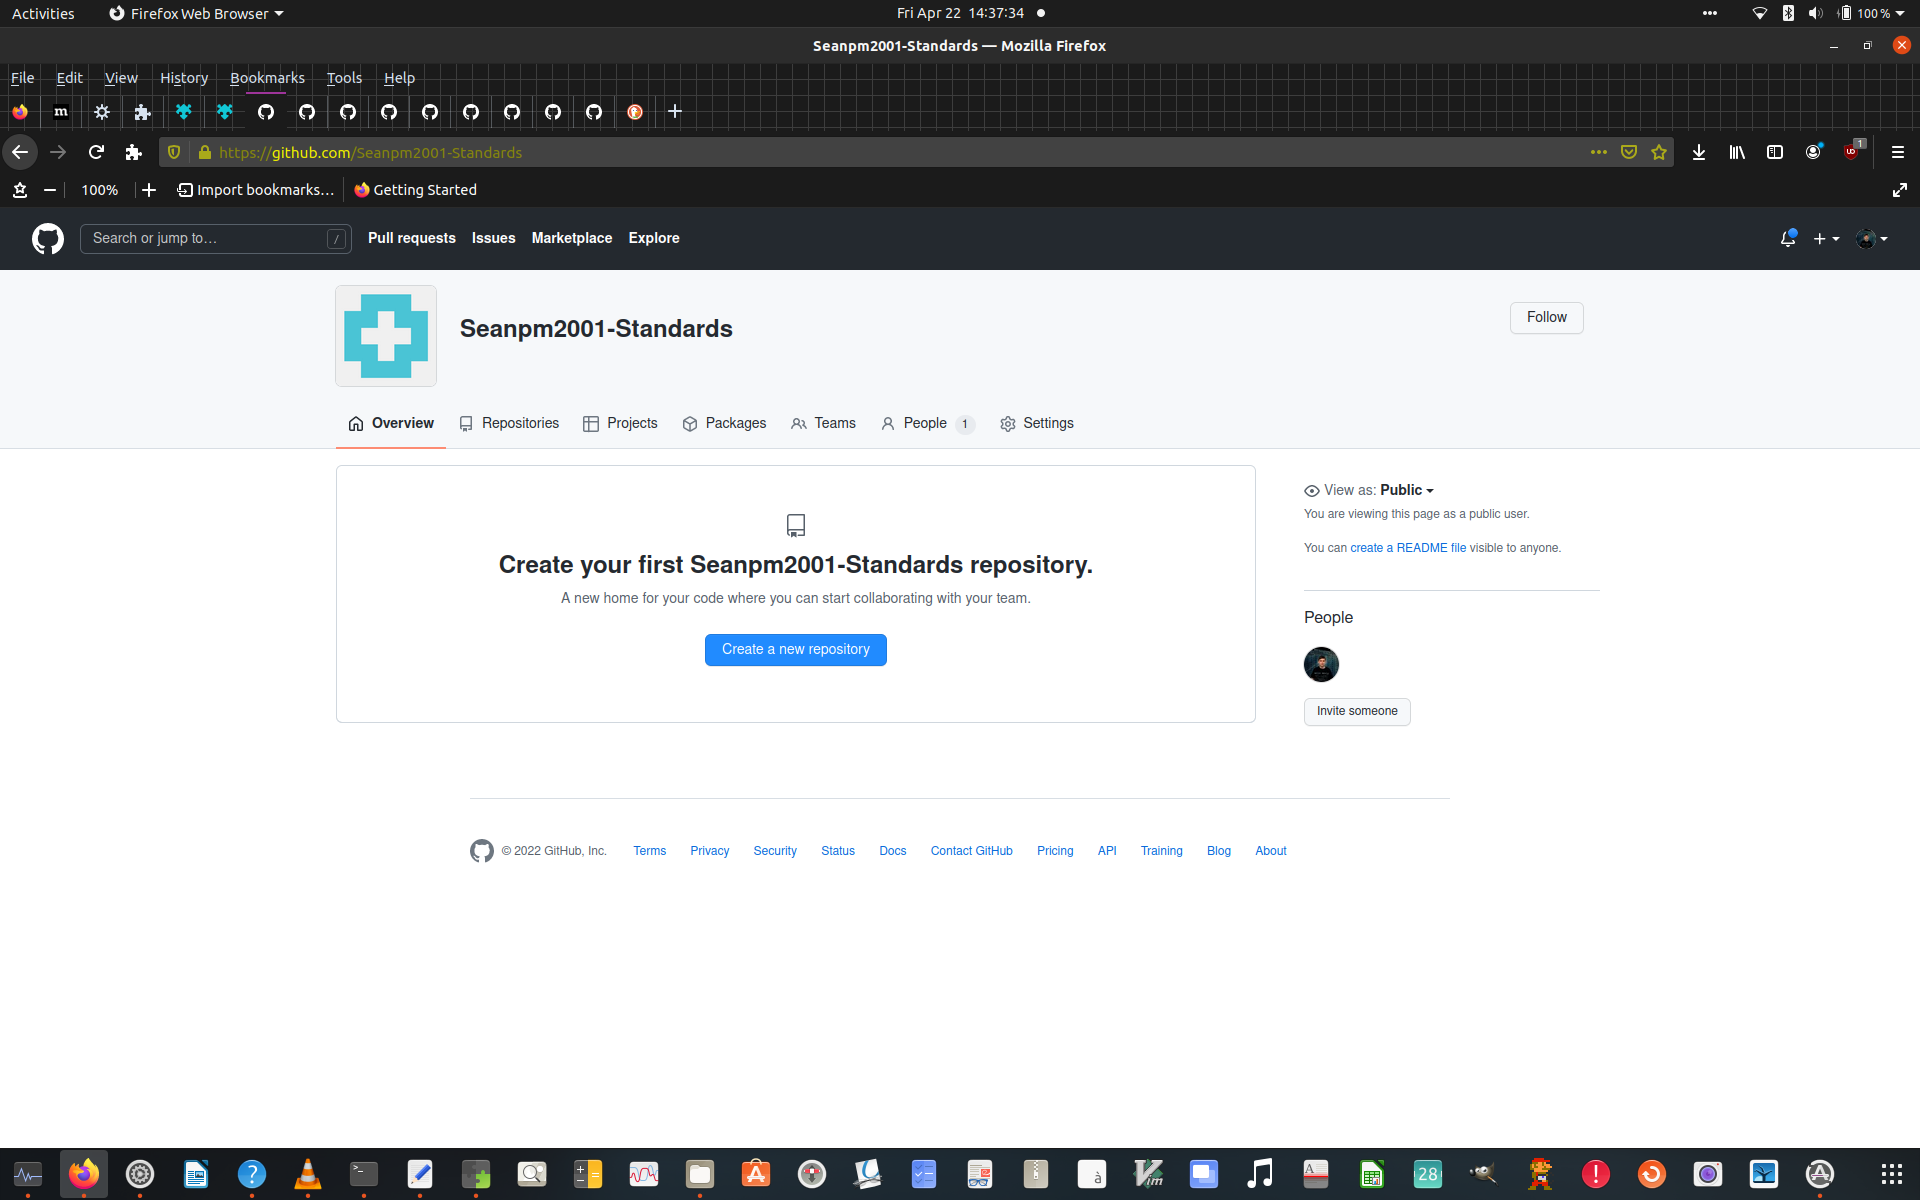 Activities
Firefox Web Browser
Fri Apr 22 14:37:34
100 %
Seanpm2001-Standards — Mozilla Firefox
File Edit View History Bookmarks Tools Help
m
https://github.com/Seanpm2001-Standards
1
100%
Import bookmarks…
Getting Started
Search or jump to…
/
Pull requests Issues Marketplace Explore
Seanpm2001-Standards
Follow
Overview Repositories Projects Packages Teams People 1 Settings
View as: Public
You are viewing this page as a public user.
You can create a README file visible to anyone.
Create your first Seanpm2001-Standards repository.
A new home for your code where you can start collaborating with your team.
Create a new repository
People
Invite someone
© 2022 GitHub, Inc. Terms Privacy Security Status Docs Contact GitHub Pricing API Training Blog About
28